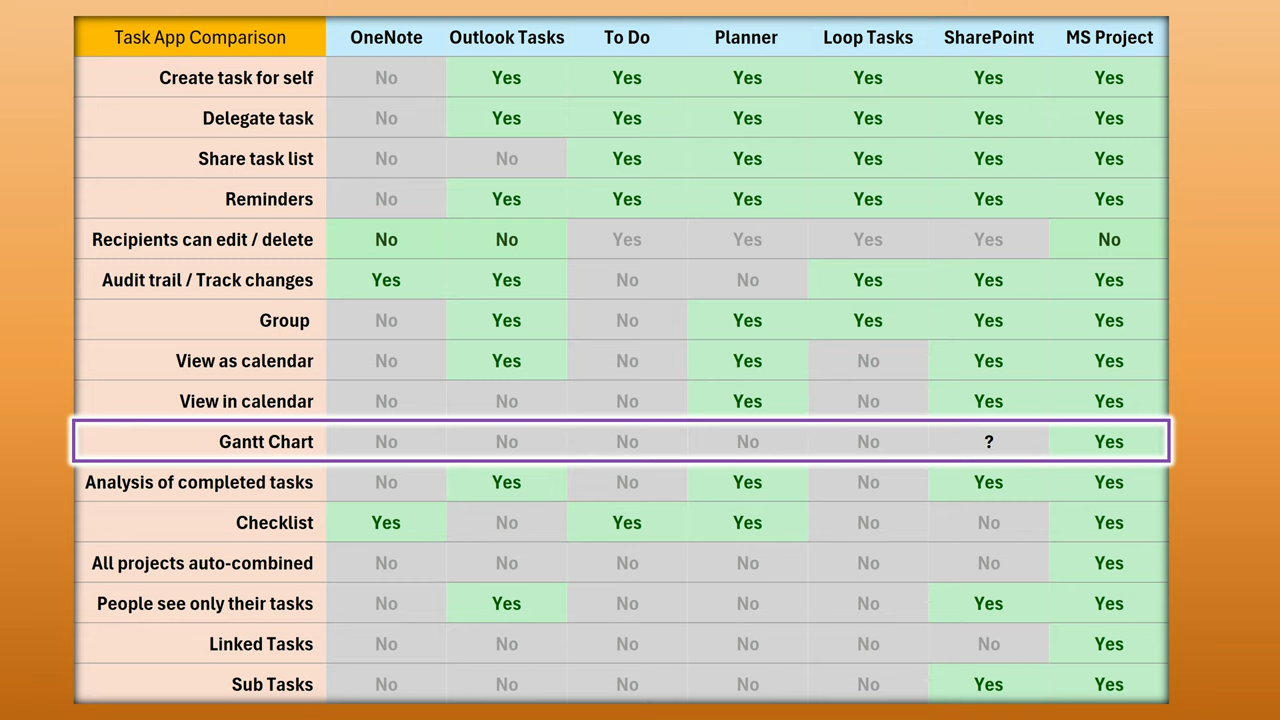 Task App Comparison OneNote Outlook Tasks To Do Planner Loop Tasks SharePoint MS Project
Create task for self No Yes Yes Yes Yes Yes Yes
Delegate task No Yes Yes Yes Yes Yes Yes
Share task list No No Yes Yes Yes Yes Yes
Reminders No Yes Yes Yes Yes Yes Yes
Recipients can edit / delete No No Yes Yes Yes Yes No
Audit trail / Track changes Yes Yes No No Yes Yes Yes
Group No Yes No Yes Yes Yes Yes
View as calendar No Yes No Yes No Yes Yes
View in calendar No No No Yes No Yes Yes
Gantt Chart No No No No No ? Yes
Analysis of completed tasks No Yes No Yes No Yes Yes
Checklist Yes No Yes Yes No No Yes
All projects auto-combined No No No No No No Yes
People see only their tasks No Yes No No No Yes Yes
Linked Tasks No No No No No No Yes
Sub Tasks No No No No No Yes Yes